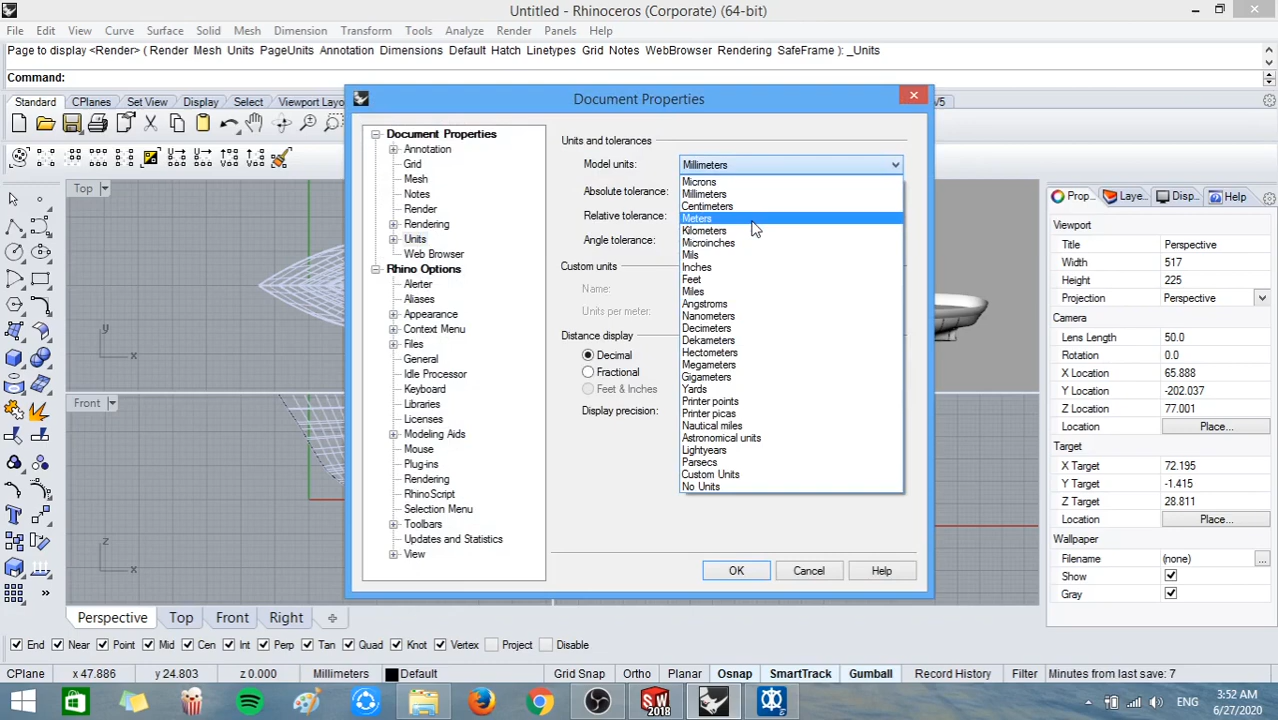 Untitled - Rhinoceros (Corporate) (64-bit)
File Edit View Curve Surface Solid Mesh Dimension Transform Tools Analyze Render Panels Help
Page to display <Render> ( Render Mesh Units PageUnits Annotation Dimensions Default Hatch Linetypes Grid Notes WebBrowser Rendering SafeFrame ): _Units
Command:
Standard CPlanes Set View Display Select Viewport Layou
Document Properties
Document Properties
Annotation
Grid
Mesh
Notes
Render
Rendering
Units
Web Browser
Rhino Options
Alerter
Aliases
Appearance
Context Menu
Files
General
Idle Processor
Keyboard
Libraries
Licenses
Modeling Aids
Mouse
Plug-ins
Rendering
RhinoScript
Selection Menu
Toolbars
Updates and Statistics
View
Units and tolerances
Model units: Millimeters
Absolute tolerance:
Relative tolerance:
Angle tolerance:
Custom units
Name:
Units per meter:
Distance display
Decimal
Fractional
Feet & Inches
Display precision:
Microns
Millimeters
Centimeters
Meters
Kilometers
Microinches
Mils
Inches
Feet
Miles
Angstroms
Nanometers
Decimeters
Dekameters
Hectometers
Megameters
Gigameters
Yards
Printer points
Printer picas
Nautical miles
Astronomical units
Lightyears
Parsecs
Custom Units
No Units
OK Cancel Help
Top
y
x
Front
z
x
Prop... Laye... Disp... Help
Viewport
Title Perspective
Width 517
Height 225
Projection Perspective
Camera
Lens Length 50.0
Rotation 0.0
X Location 65.888
Y Location -202.037
Z Location 77.001
Location Place...
Target
X Target 72.195
Y Target -1.415
Z Target 28.811
Location Place...
Wallpaper
Filename (none) ...
Show
Gray
Perspective Top Front Right
End Near Point Mid Cen Int Perp Tan Quad Knot Vertex Project Disable
CPlane x 47.886 y 24.803 z 0.000 Millimeters Default Grid Snap Ortho Planar Osnap SmartTrack Gumball Record History Filter Minutes from last save: 7
SW
2018
6
ENG
3:52 AM
6/27/2020